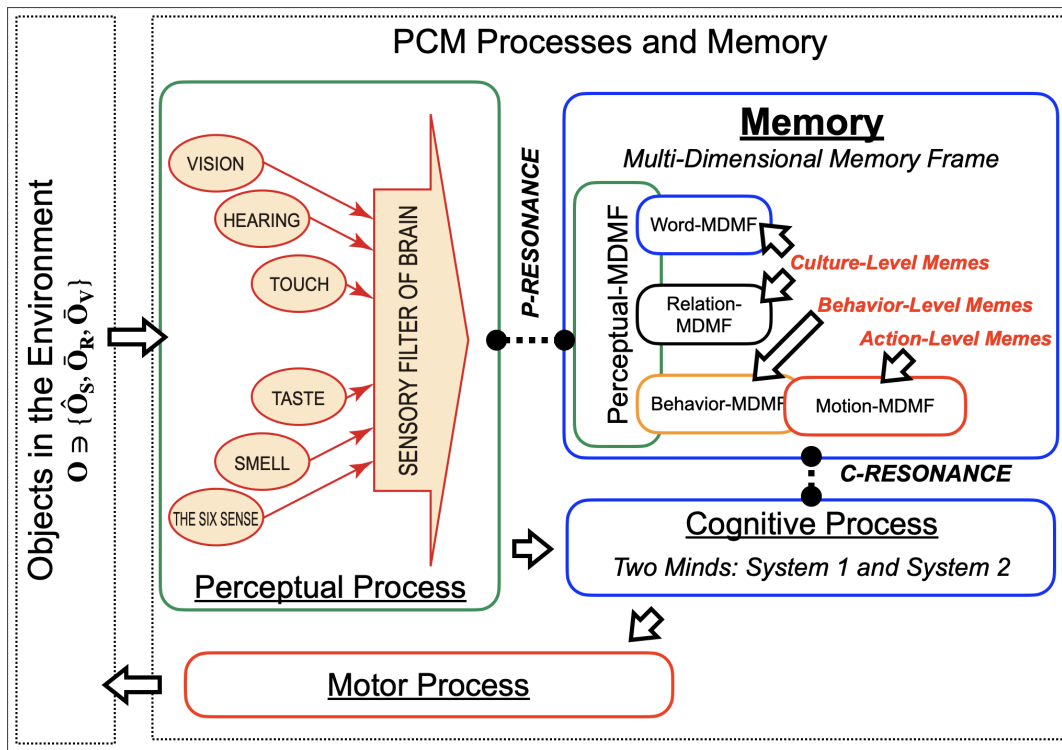 PCM Processes and Memory
Objects in the Environment
O ∋ {Ô_S, Ō_R, Ō_V}
VISION
HEARING
TOUCH
TASTE
SMELL
THE SIX SENSE
SENSORY FILTER OF BRAIN
Perceptual Process
P-RESONANCE
Memory
Multi-Dimensional Memory Frame
Perceptual-MDMF
Word-MDMF
Culture-Level Memes
Relation-
MDMF
Behavior-Level Memes
Action-Level Memes
Behavior-MDMF
Motion-MDMF
C-RESONANCE
Cognitive Process
Two Minds: System 1 and System 2
Motor Process